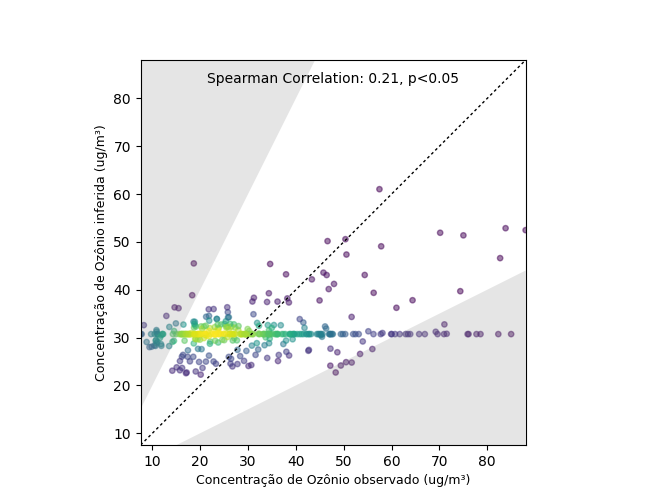 Spearman Correlation: 0.21, p<0.05
80
70
60
50
40
30
20
10
Concentração de Ozônio inferida (ug/m³)
10 20 30 40 50 60 70 80
Concentração de Ozônio observado (ug/m³)